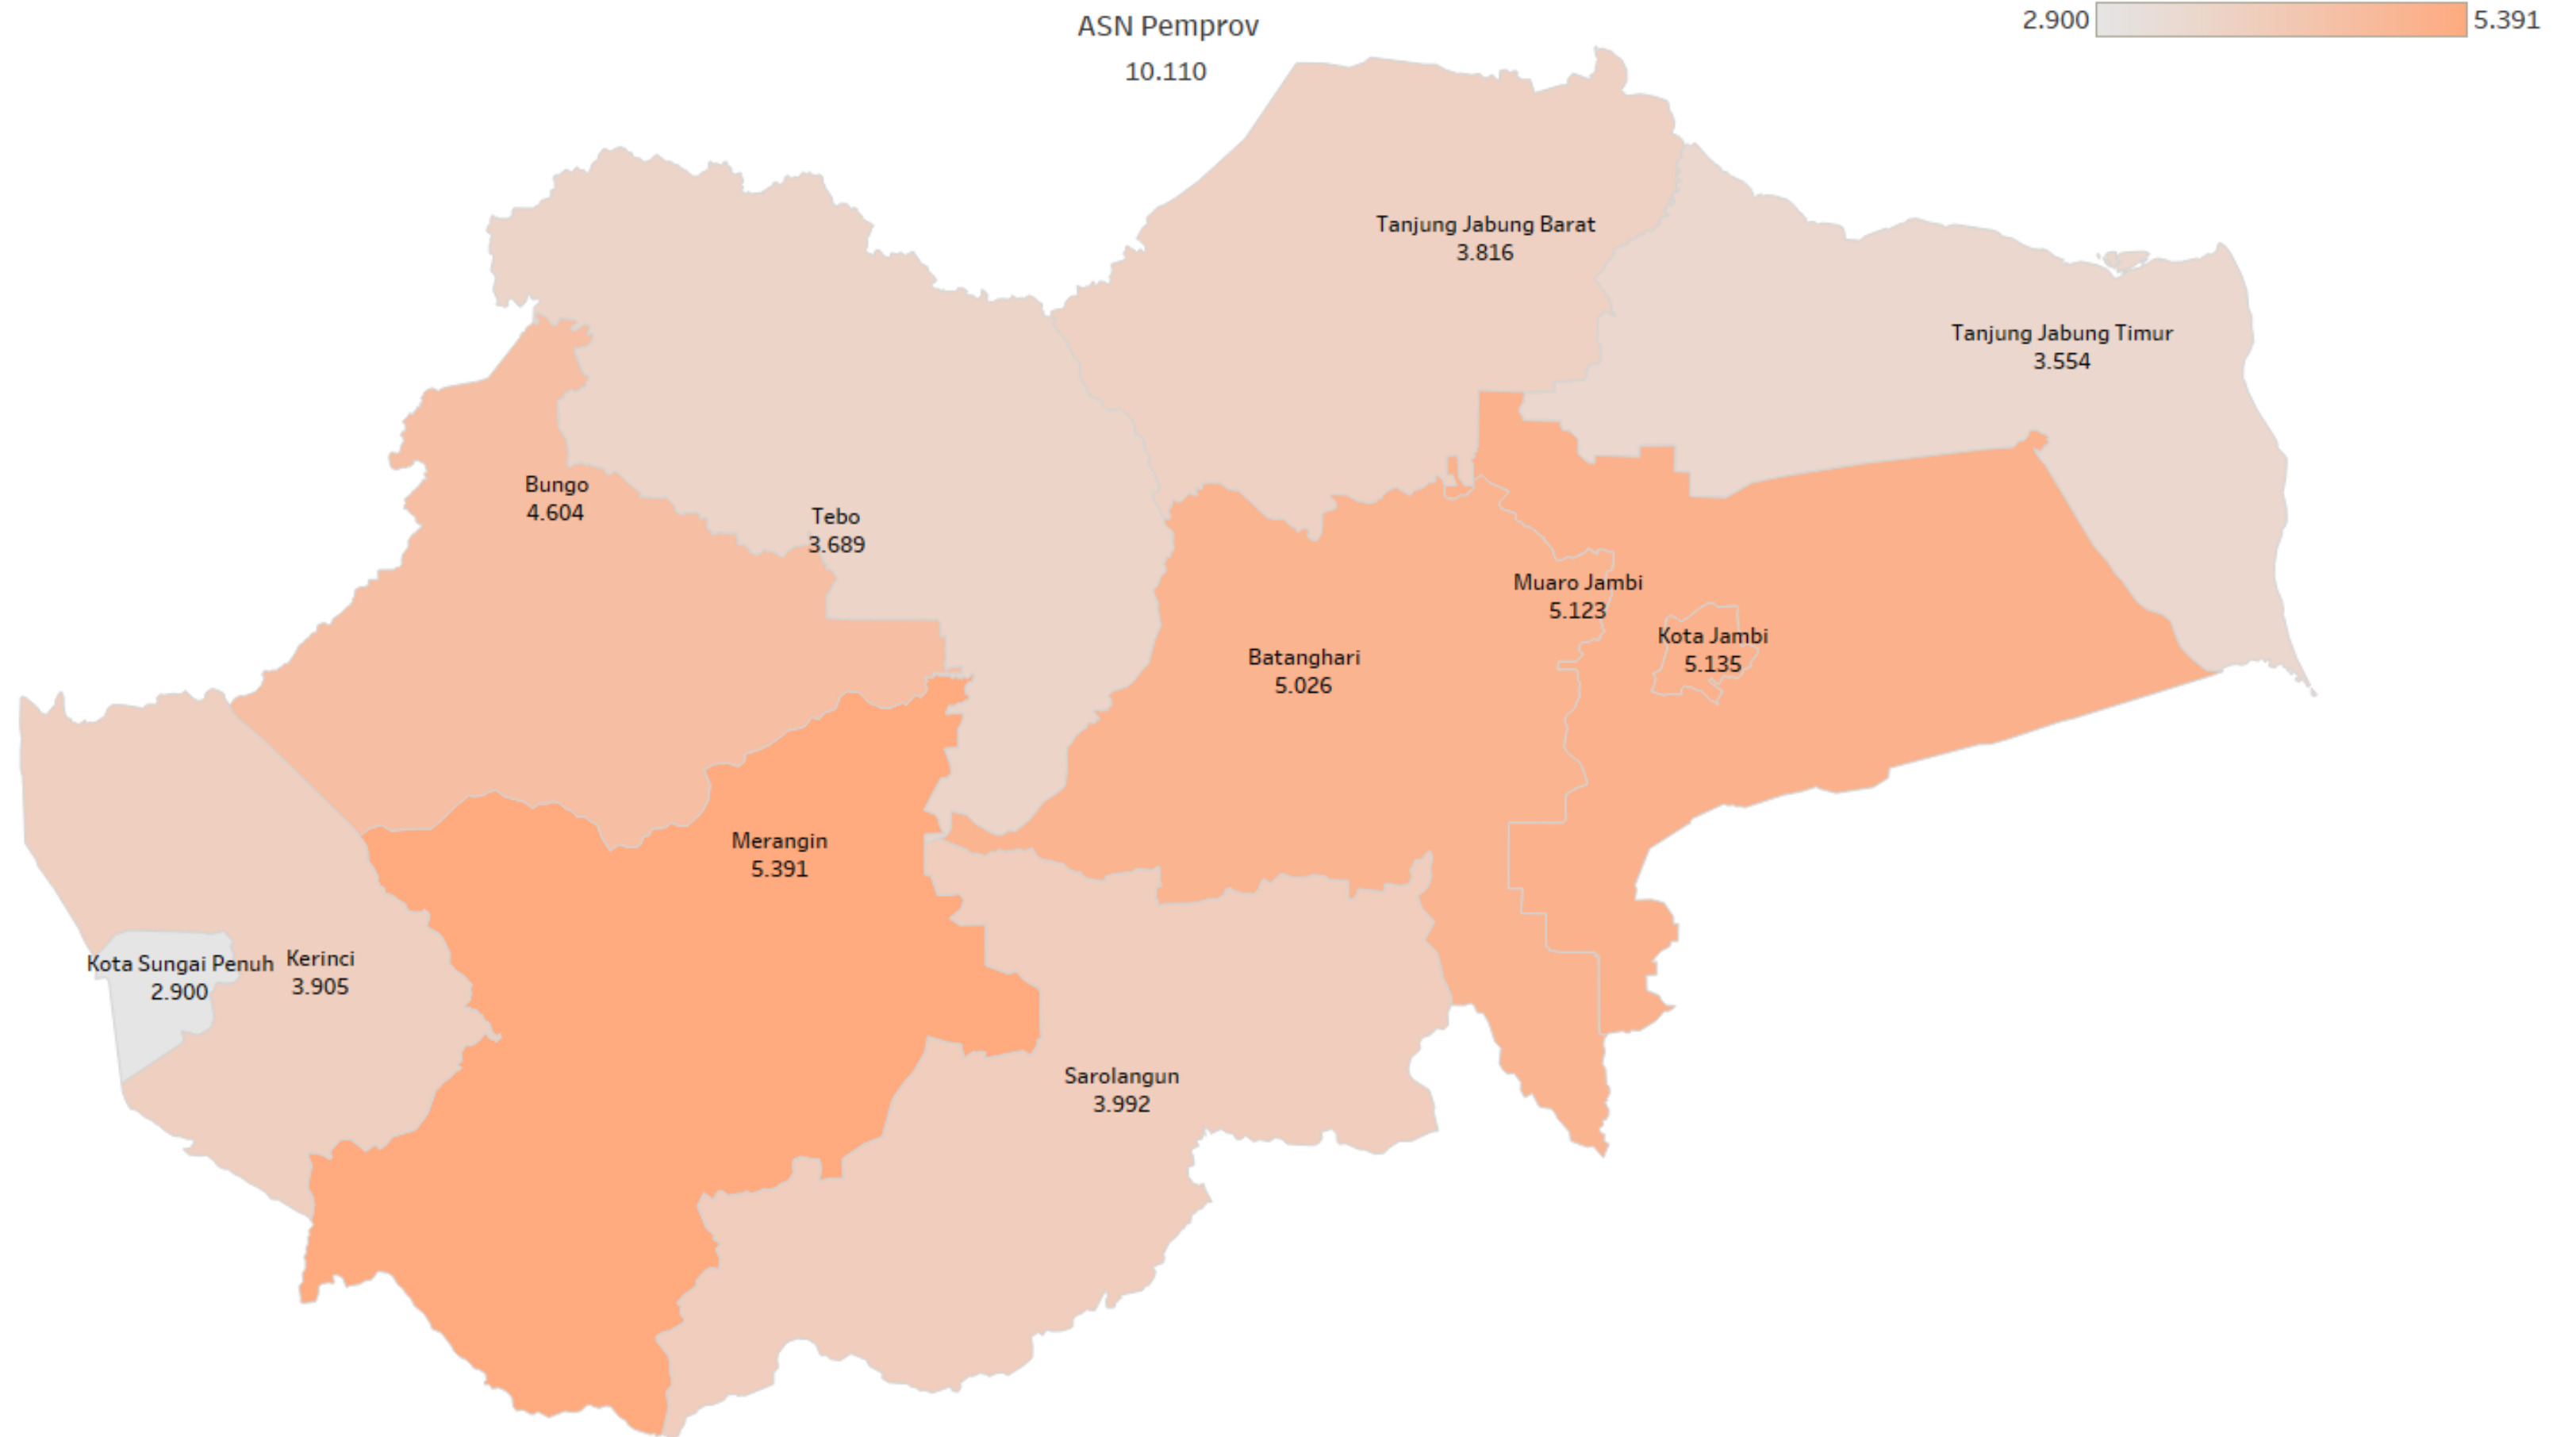 ASN Pemprov
10.110
2.900
5.391
Tanjung Jabung Barat
3.816
Tanjung Jabung Timur
3.554
Bungo
4.604
Tebo
3.689
Muaro Jambi
5.123
Kota Jambi
5.135
Batanghari
5.026
Merangin
5.391
Kota Sungai Penuh
2.900
Kerinci
3.905
Sarolangun
3.992